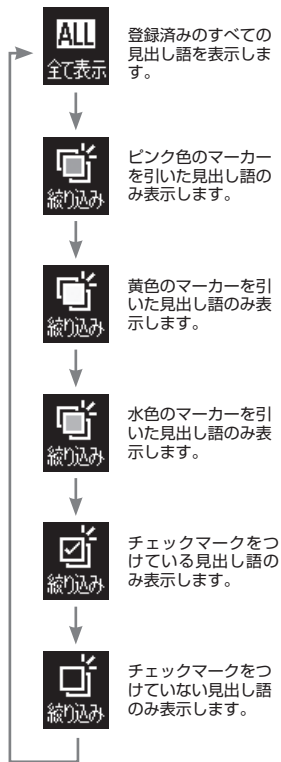 ALL
全て表示
登録済みのすべての
見出し語を表示しま
す。
絞り込み
ピンク色のマーカー
を引いた見出し語の
み表示します。
絞り込み
黄色のマーカーを引
いた見出し語のみ表
示します。
絞り込み
水色のマーカーを引
いた見出し語のみ表
示します。
絞り込み
チェックマークをつ
けている見出し語の
み表示します。
絞り込み
チェックマークをつ
けていない見出し語
のみ表示します。